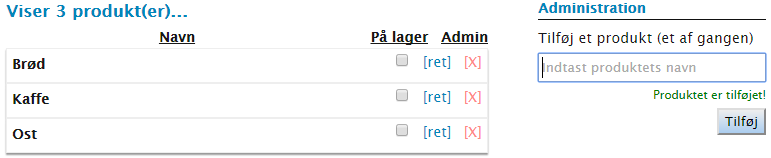 Viser 3 produkt(er)...
Navn På lager Admin
Brød [ret] [X]
Kaffe [ret] [X]
Ost [ret] [X]
Administration
Tilføj et produkt (et af gangen)
Indtast produktets navn
Produktet er tilføjet!
Tilføj